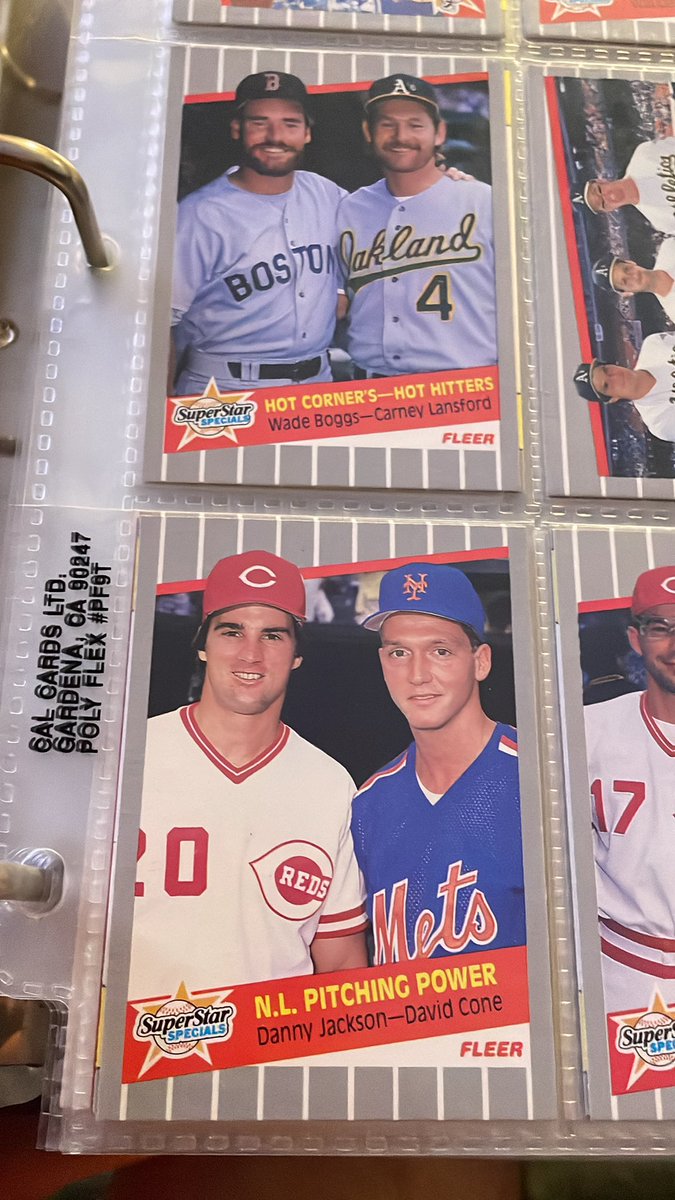 B
A's
BOSTON
Oakland
4
SuperStar
SPECIALS
HOT CORNER'S—HOT HITTERS
Wade Boggs—Carney Lansford
FLEER
CAL CARDS LTD.
GARDENA, CA 90247
POLY FLEX #PF9T
C
NY
20
REDS
Mets
SuperStar
SPECIALS
N.L. PITCHING POWER
Danny Jackson—David Cone
FLEER
17